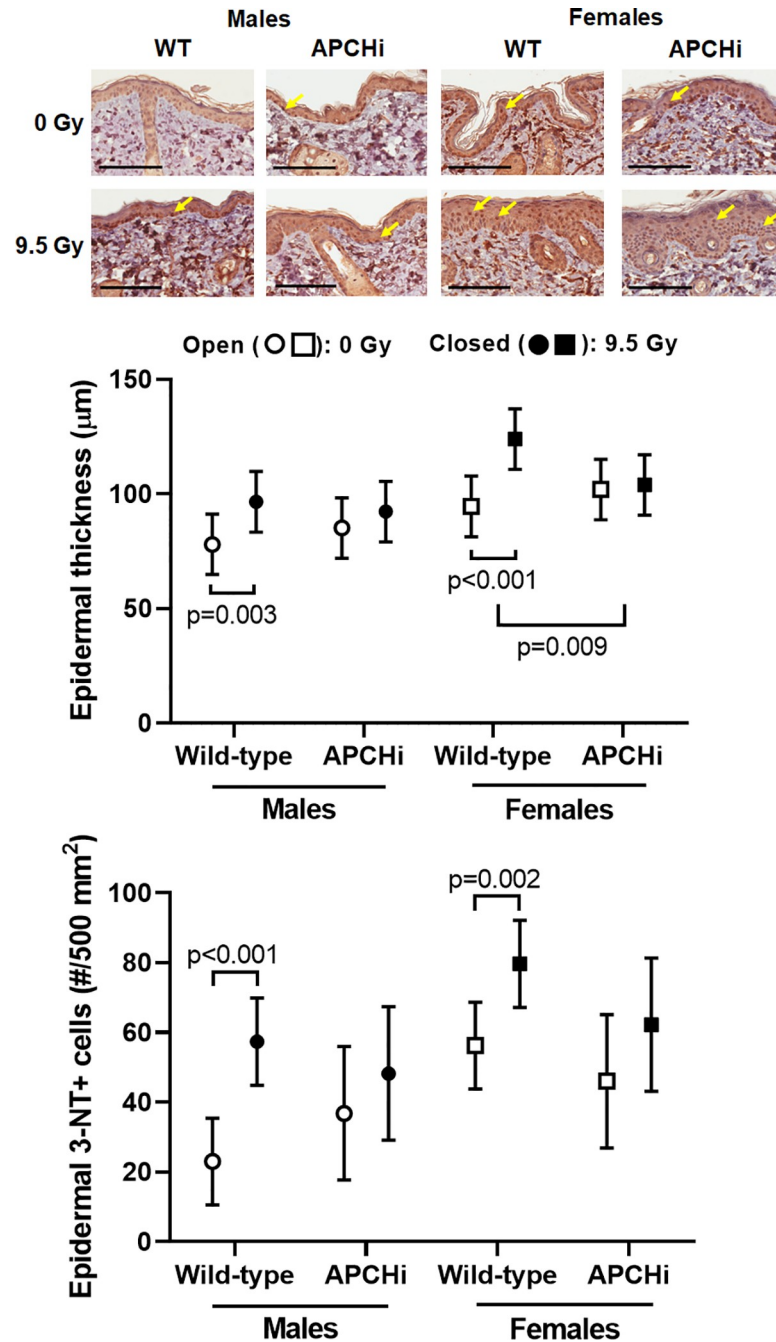 Males Females
WT APCHi WT APCHi
0 Gy
9.5 Gy
Open (○ □): 0 Gy Closed (● ■): 9.5 Gy
Epidermal thickness (μm)
150
100
50
0
p=0.003
p<0.001
p=0.009
Wild-type APCHi Wild-type APCHi
Males Females
Epidermal 3-NT+ cells (#/500 mm²)
100
80
60
40
20
0
p<0.001
p=0.002
Wild-type APCHi Wild-type APCHi
Males Females